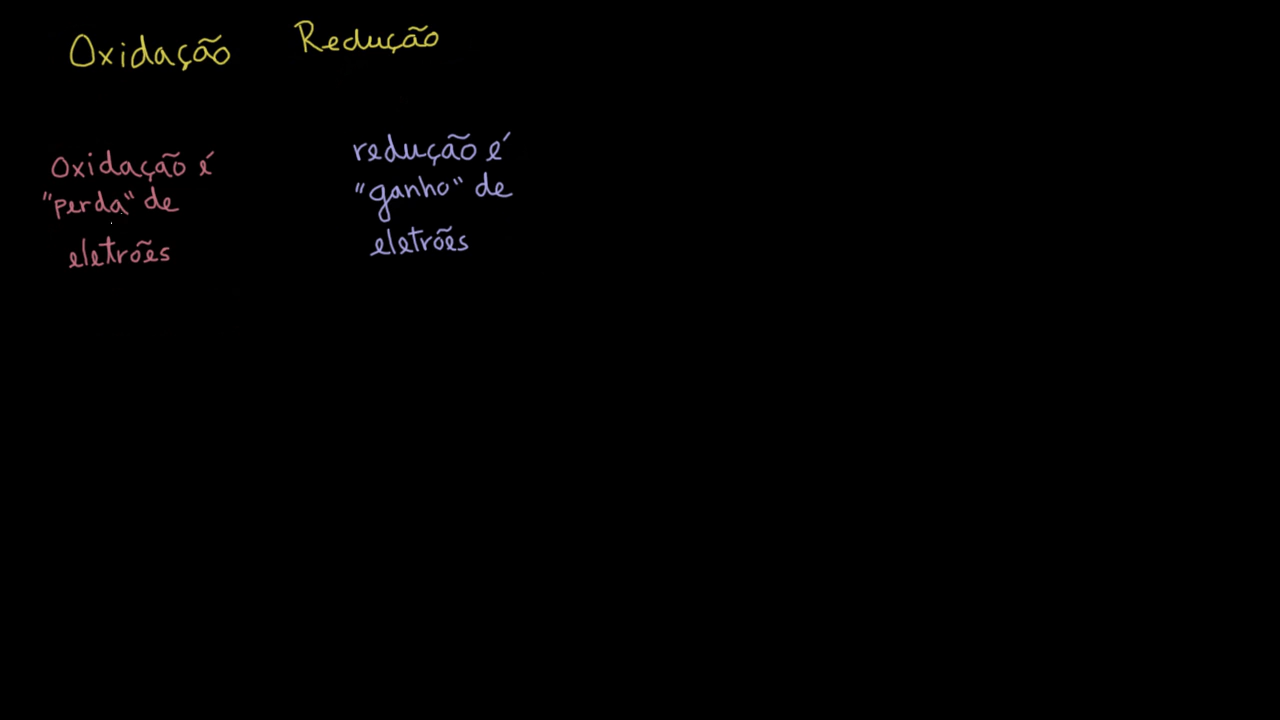 Oxidação
Redução
Oxidação é
"perda" de
eletrões
redução é
"ganho" de
eletrões